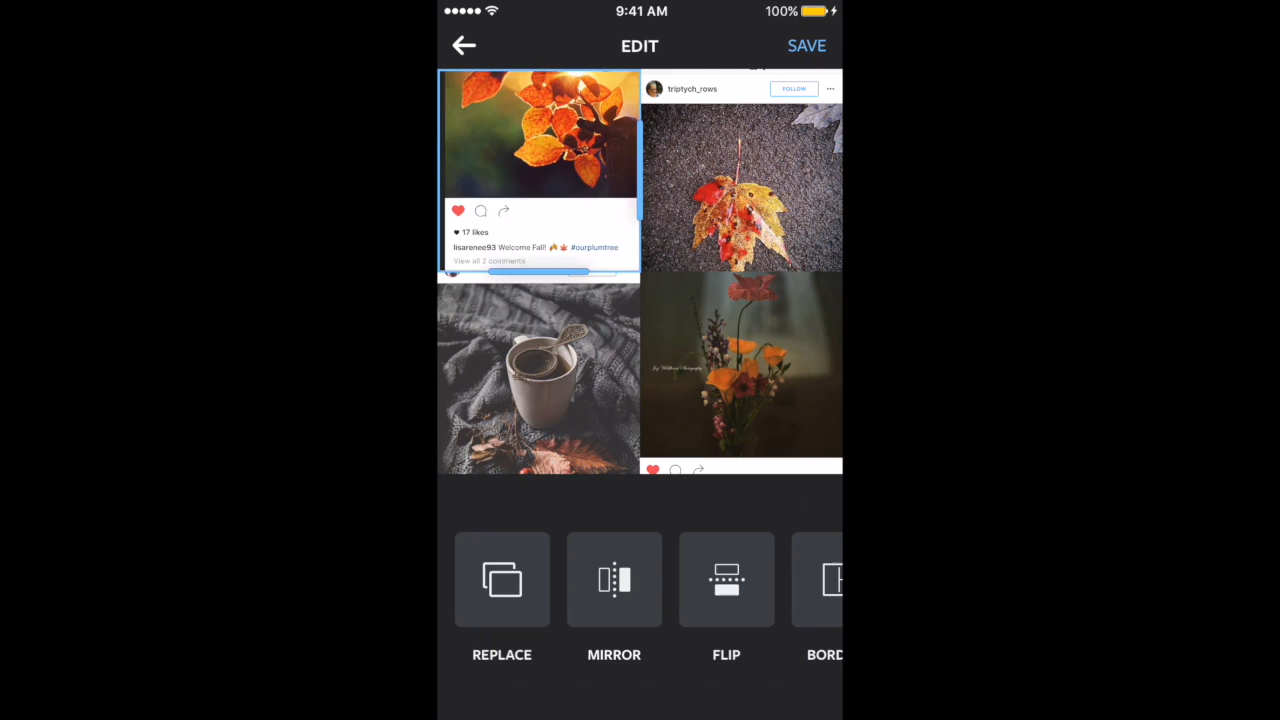 9:41 AM
100%
EDIT
SAVE
triptych_rows
FOLLOW
17 likes
lisarenee93 Welcome Fall! 🍂 🍁 #ourplumtree
View all 2 comments
REPLACE
MIRROR
FLIP
BORD